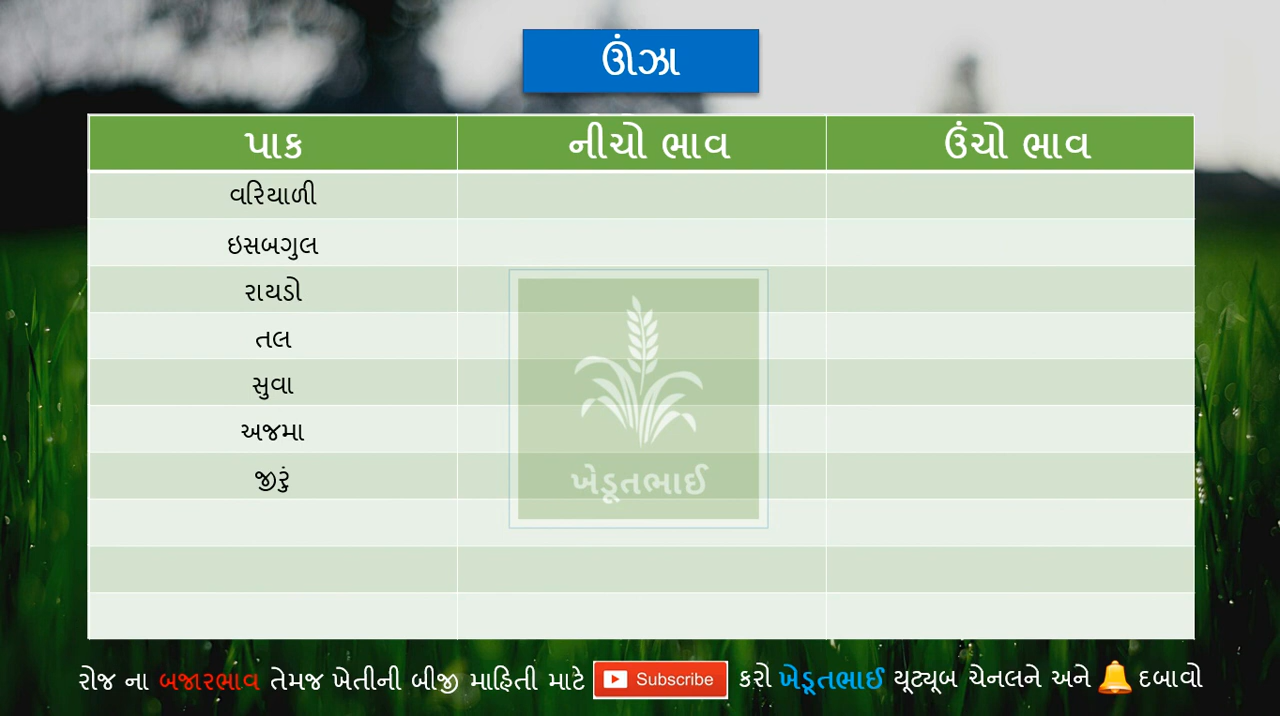 ઊંઝા
પાક નીચો ભાવ ઉંચો ભાવ
વરિયાળી
ઇસબગુલ
રાયડો
તલ
સુવા
અજમા
જીરું
ખેડૂતભાઈ
રોજ ના બજારભાવ તેમજ ખેતીની બીજી માહિતી માટે Subscribe કરો ખેડૂતભાઈ યૂટ્યૂબ ચેનલને અને દબાવો